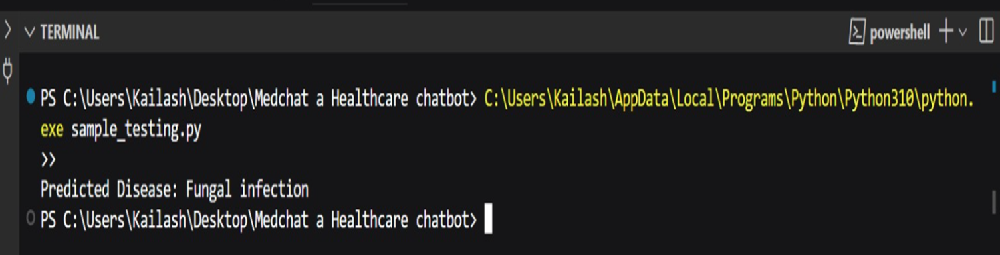 TERMINAL
powershell
PS C:\Users\Kailash\Desktop\Medchat a Healthcare chatbot> C:\Users\Kailash\AppData\Local\Programs\Python\Python310\python.
exe sample_testing.py
>>
Predicted Disease: Fungal infection
PS C:\Users\Kailash\Desktop\Medchat a Healthcare chatbot>